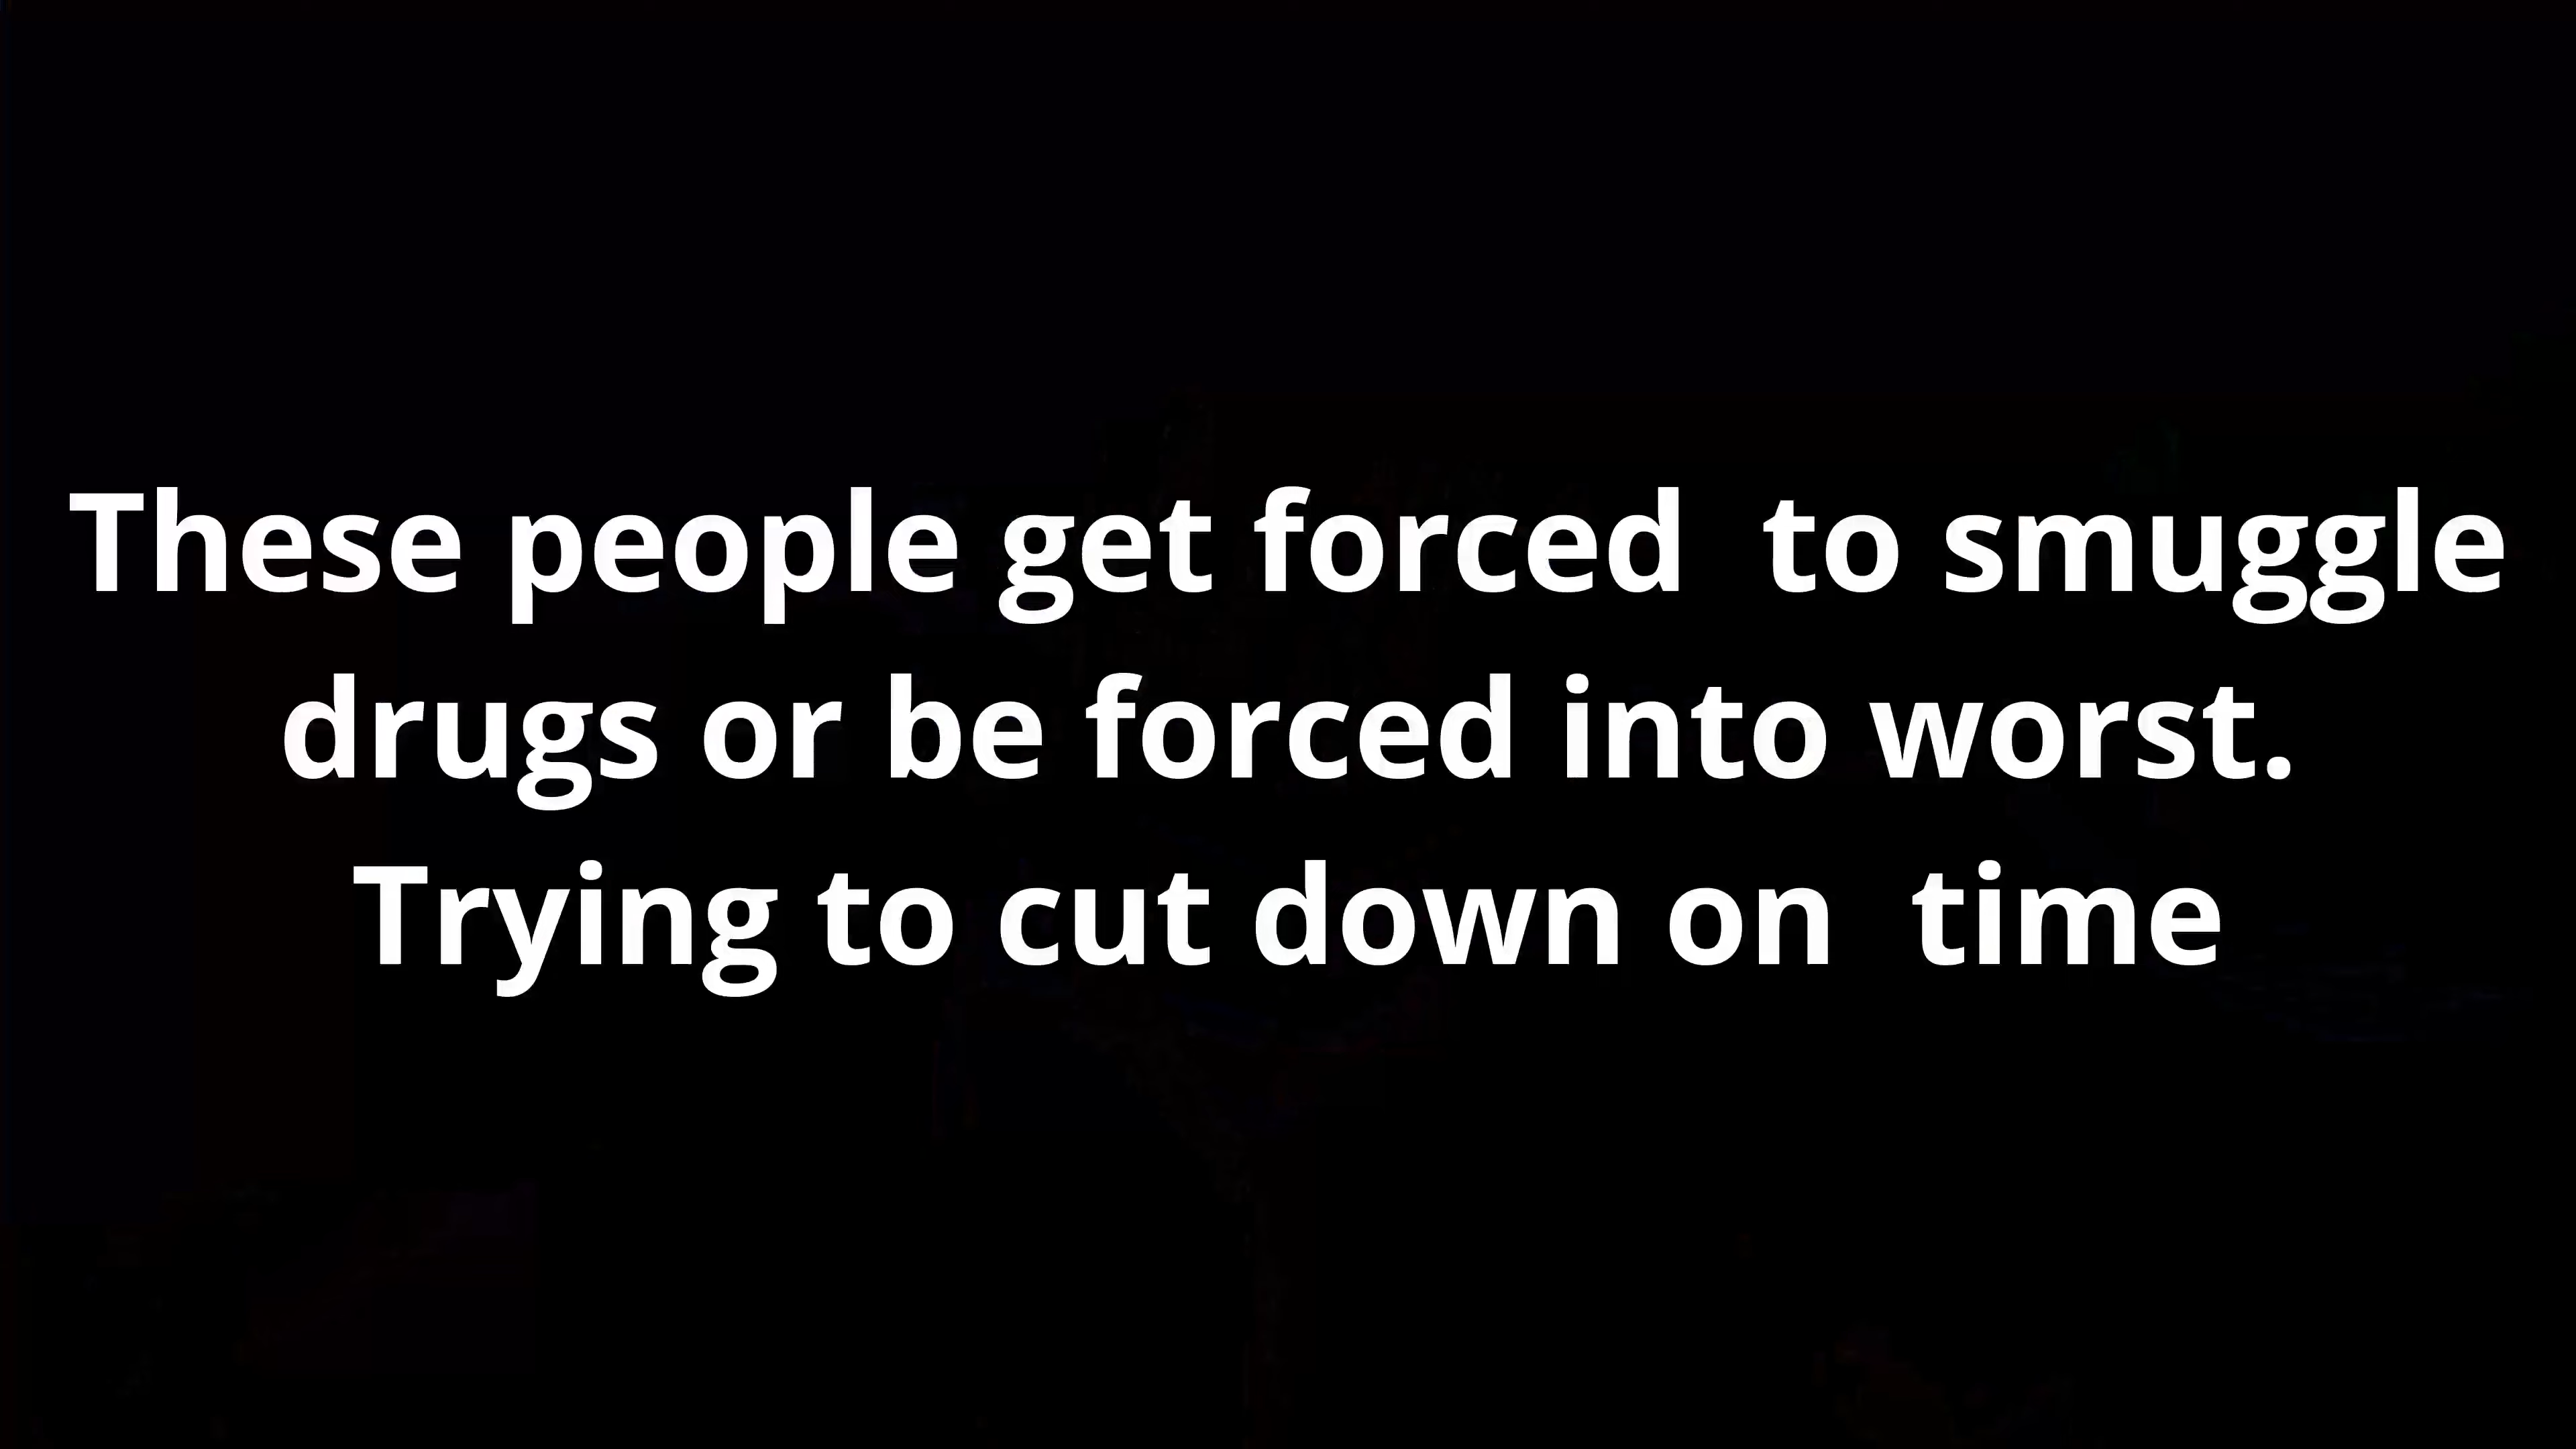 These people get forced  to smuggle
drugs or be forced into worst.
Trying to cut down on  time